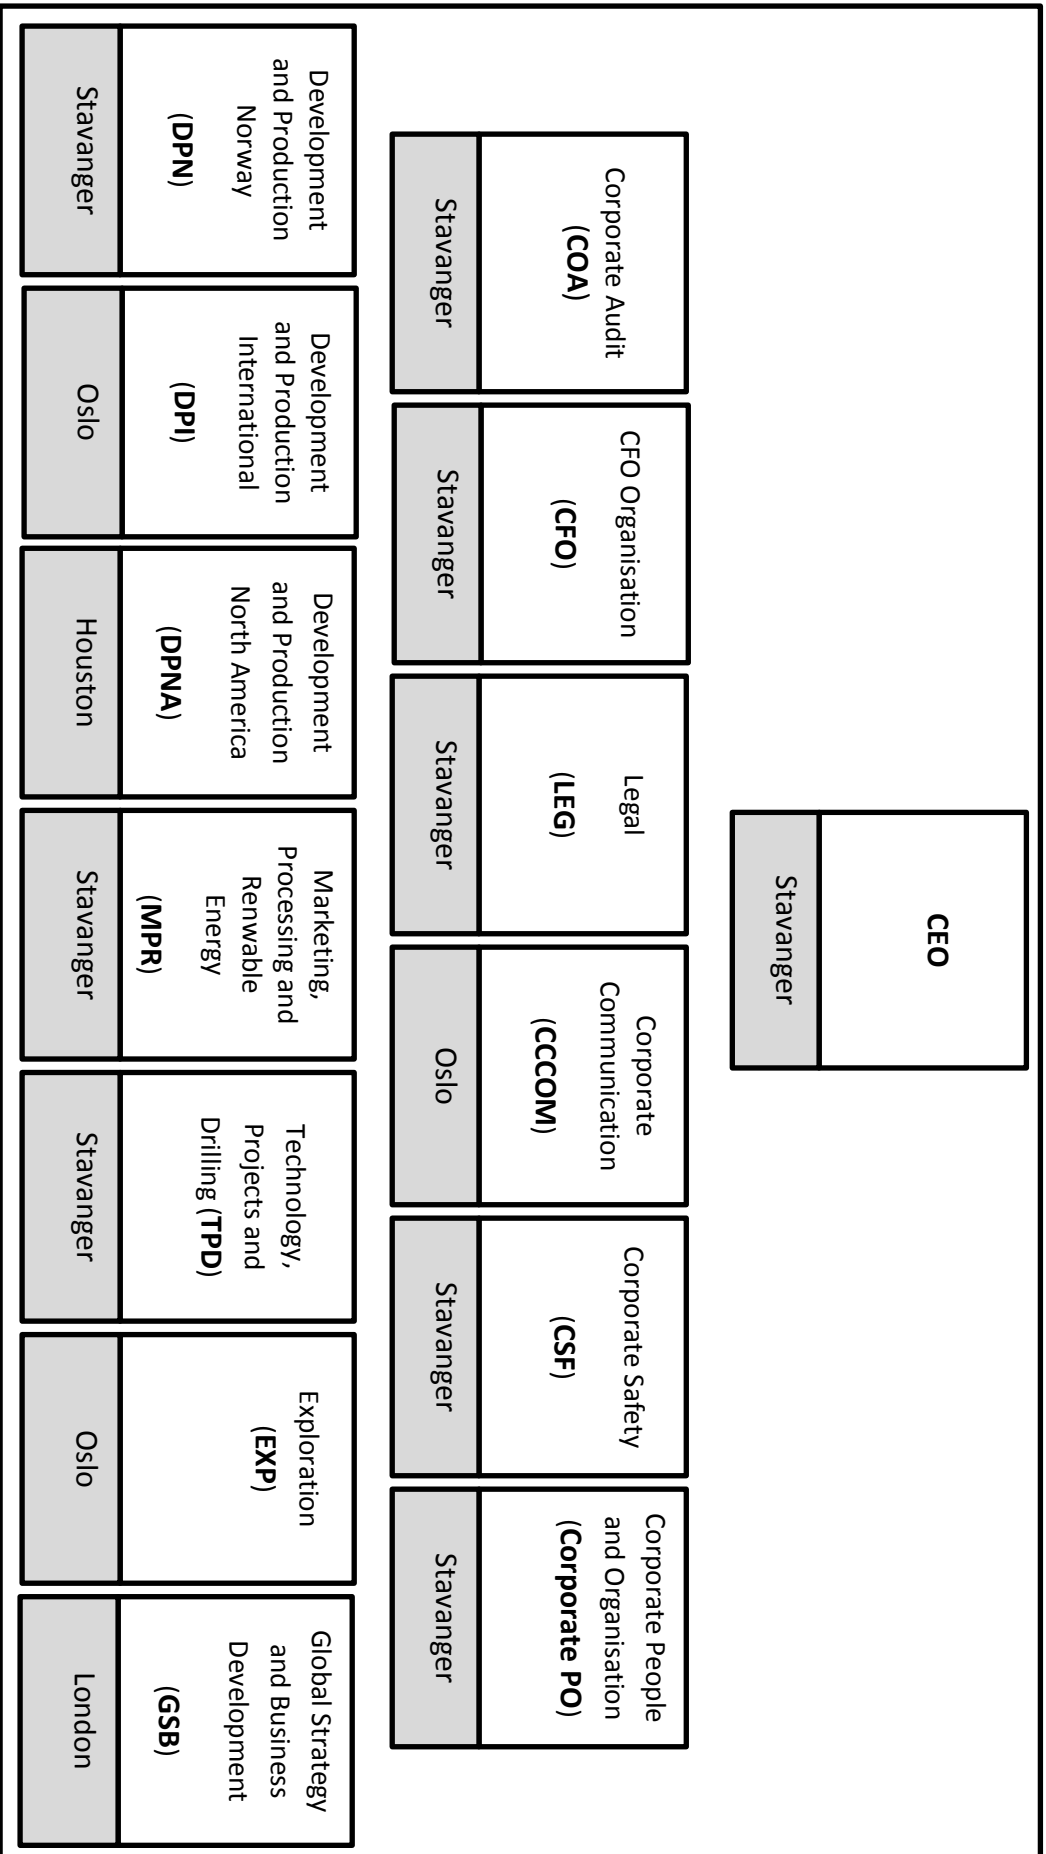 CEO
Stavanger
Corporate Audit
(COA)
Stavanger
CFO Organisation
(CFO)
Stavanger
Legal
(LEG)
Stavanger
Corporate
Communication
(CCCOM)
Oslo
Corporate Safety
(CSF)
Stavanger
Corporate People
and Organisation
(Corporate PO)
Stavanger
Development
and Production
Norway
(DPN)
Stavanger
Development
and Production
International
(DPI)
Oslo
Development
and Production
North America
(DPNA)
Houston
Marketing,
Processing and
Renwable
Energy
(MPR)
Stavanger
Technology,
Projects and
Drilling (TPD)
Stavanger
Exploration
(EXP)
Oslo
Global Strategy
and Business
Development
(GSB)
London